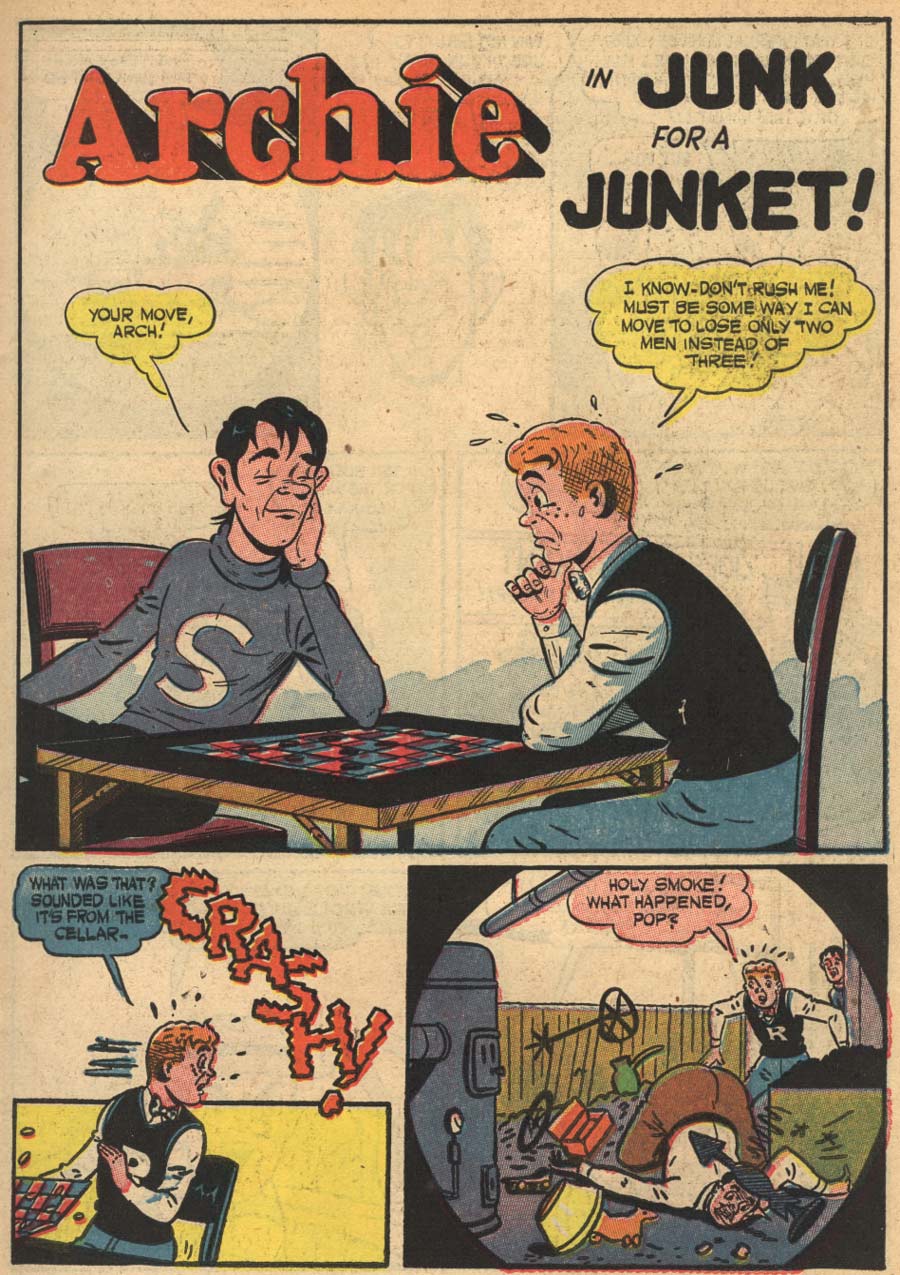 Archie
IN JUNK
FOR A
JUNKET!
YOUR MOVE,
ARCH!
I KNOW-DON'T RUSH ME!
MUST BE SOME WAY I CAN
MOVE TO LOSE ONLY TWO
MEN INSTEAD OF
THREE!
S
WHAT WAS THAT?
SOUNDED LIKE
IT'S FROM THE
CELLAR-
CRASH!
HOLY SMOKE!
WHAT HAPPENED,
POP?
R